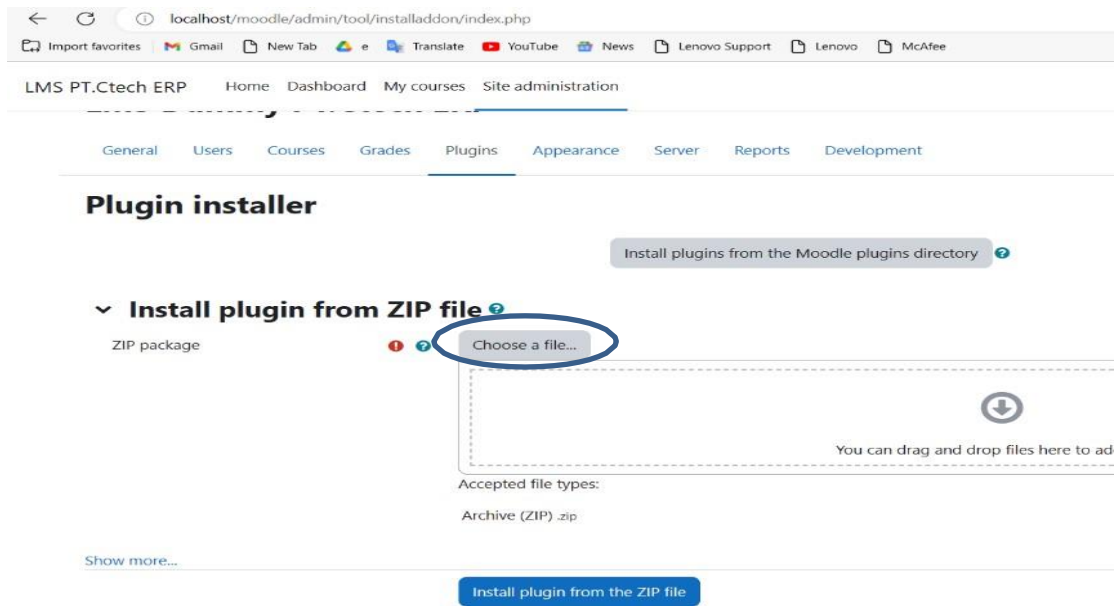 localhost/moodle/admin/tool/installaddon/index.php
Import favorites Gmail New Tab e Translate YouTube News Lenovo Support Lenovo McAfee
LMS PT.Ctech ERP Home Dashboard My courses Site administration
General Users Courses Grades Plugins Appearance Server Reports Development
Plugin installer
Install plugins from the Moodle plugins directory
Install plugin from ZIP file
ZIP package Choose a file...
You can drag and drop files here to ad
Accepted file types:
Archive (ZIP) .zip
Show more...
Install plugin from the ZIP file